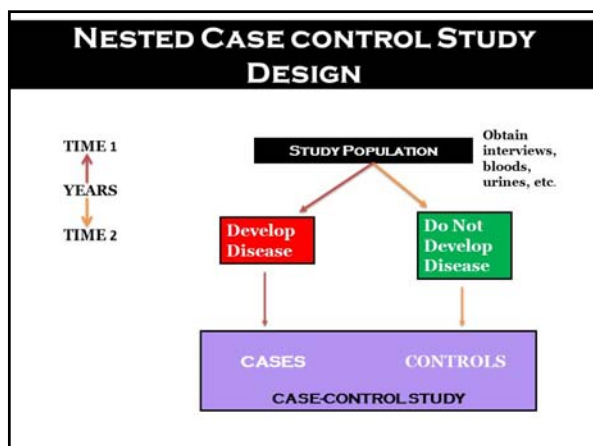 NESTED CASE CONTROL STUDY
DESIGN
TIME 1
YEARS
TIME 2
STUDY POPULATION
Obtain
interviews,
bloods,
urines, etc.
Develop
Disease
Do Not
Develop
Disease
CASES
CONTROLS
CASE-CONTROL STUDY